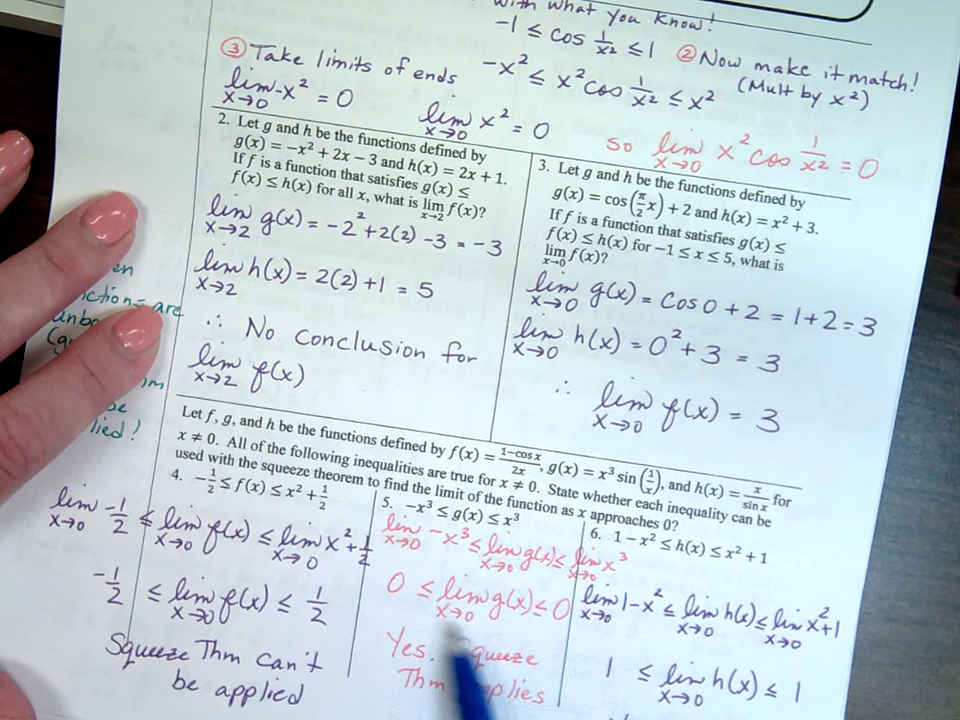 with what you know!
-1 ≤ cos 1/x² ≤ 1
② Now make it match!
(Mult by x²)
③ Take limits of ends
-x² ≤ x² cos 1/x² ≤ x²
lim x→0 -x² = 0
lim x→0 x² = 0
so lim x→0 x² cos 1/x² = 0
2. Let g and h be the functions defined by
g(x) = −x² + 2x − 3 and h(x) = 2x + 1.
If f is a function that satisfies g(x) ≤
f(x) ≤ h(x) for all x, what is lim x→2 f(x)?
lim x→2 g(x) = -2² + 2(2) - 3 = -3
lim x→2 h(x) = 2(2) + 1 = 5
∴ No conclusion for
lim x→2 f(x)
3. Let g and h be the functions defined by
g(x) = cos(π/2 x) + 2 and h(x) = x² + 3.
If f is a function that satisfies g(x) ≤
f(x) ≤ h(x) for −1 ≤ x ≤ 5, what is
lim x→0 f(x)?
lim x→0 g(x) = cos 0 + 2 = 1 + 2 = 3
lim x→0 h(x) = 0² + 3 = 3
∴ lim x→0 f(x) = 3
are
Let f, g, and h be the functions defined by f(x) = 1−cos x/2x, g(x) = x³ sin(1/x), and h(x) = x/sin x for
x ≠ 0. All of the following inequalities are true for x ≠ 0. State whether each inequality can be
used with the squeeze theorem to find the limit of the function as x approaches 0?
4. −1/2 ≤ f(x) ≤ x² + 1/2
lim x→0 -1/2 ≤ lim x→0 f(x) ≤ lim x→0 x² + 1/2
-1/2 ≤ lim x→0 f(x) ≤ 1/2
Squeeze Thm can't
be applied
5. −x³ ≤ g(x) ≤ x³
lim x→0 -x³ ≤ lim x→0 g(x) ≤ lim x→0 x³
0 ≤ lim x→0 g(x) ≤ 0
Yes. Squeeze
Thm applies
6. 1 − x² ≤ h(x) ≤ x² + 1
lim x→0 1-x² ≤ lim x→0 h(x) ≤ lim x→0 x²+1
1 ≤ lim x→0 h(x) ≤ 1